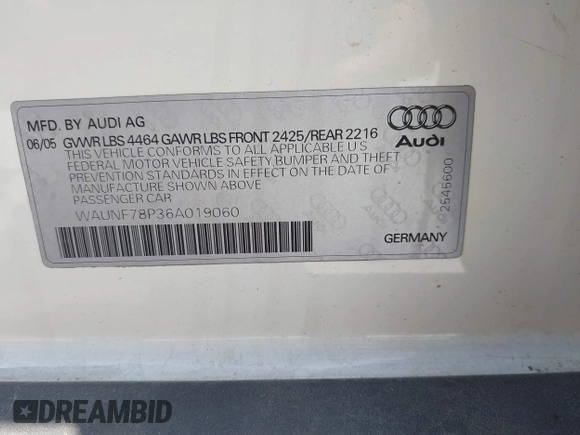 MFD. BY AUDI AG
06/05 GVWR LBS 4464 GAWR LBS FRONT 2425/REAR 2216
THIS VEHICLE CONFORMS TO ALL APPLICABLE U S
FEDERAL MOTOR VEHICLE SAFETY,BUMPER AND THEFT
PREVENTION STANDARDS IN EFFECT ON THE DATE OF
MANUFACTURE SHOWN ABOVE
PASSENGER CAR
WAUNF78P36A019060
Audi
2545600
GERMANY
DREAMBID